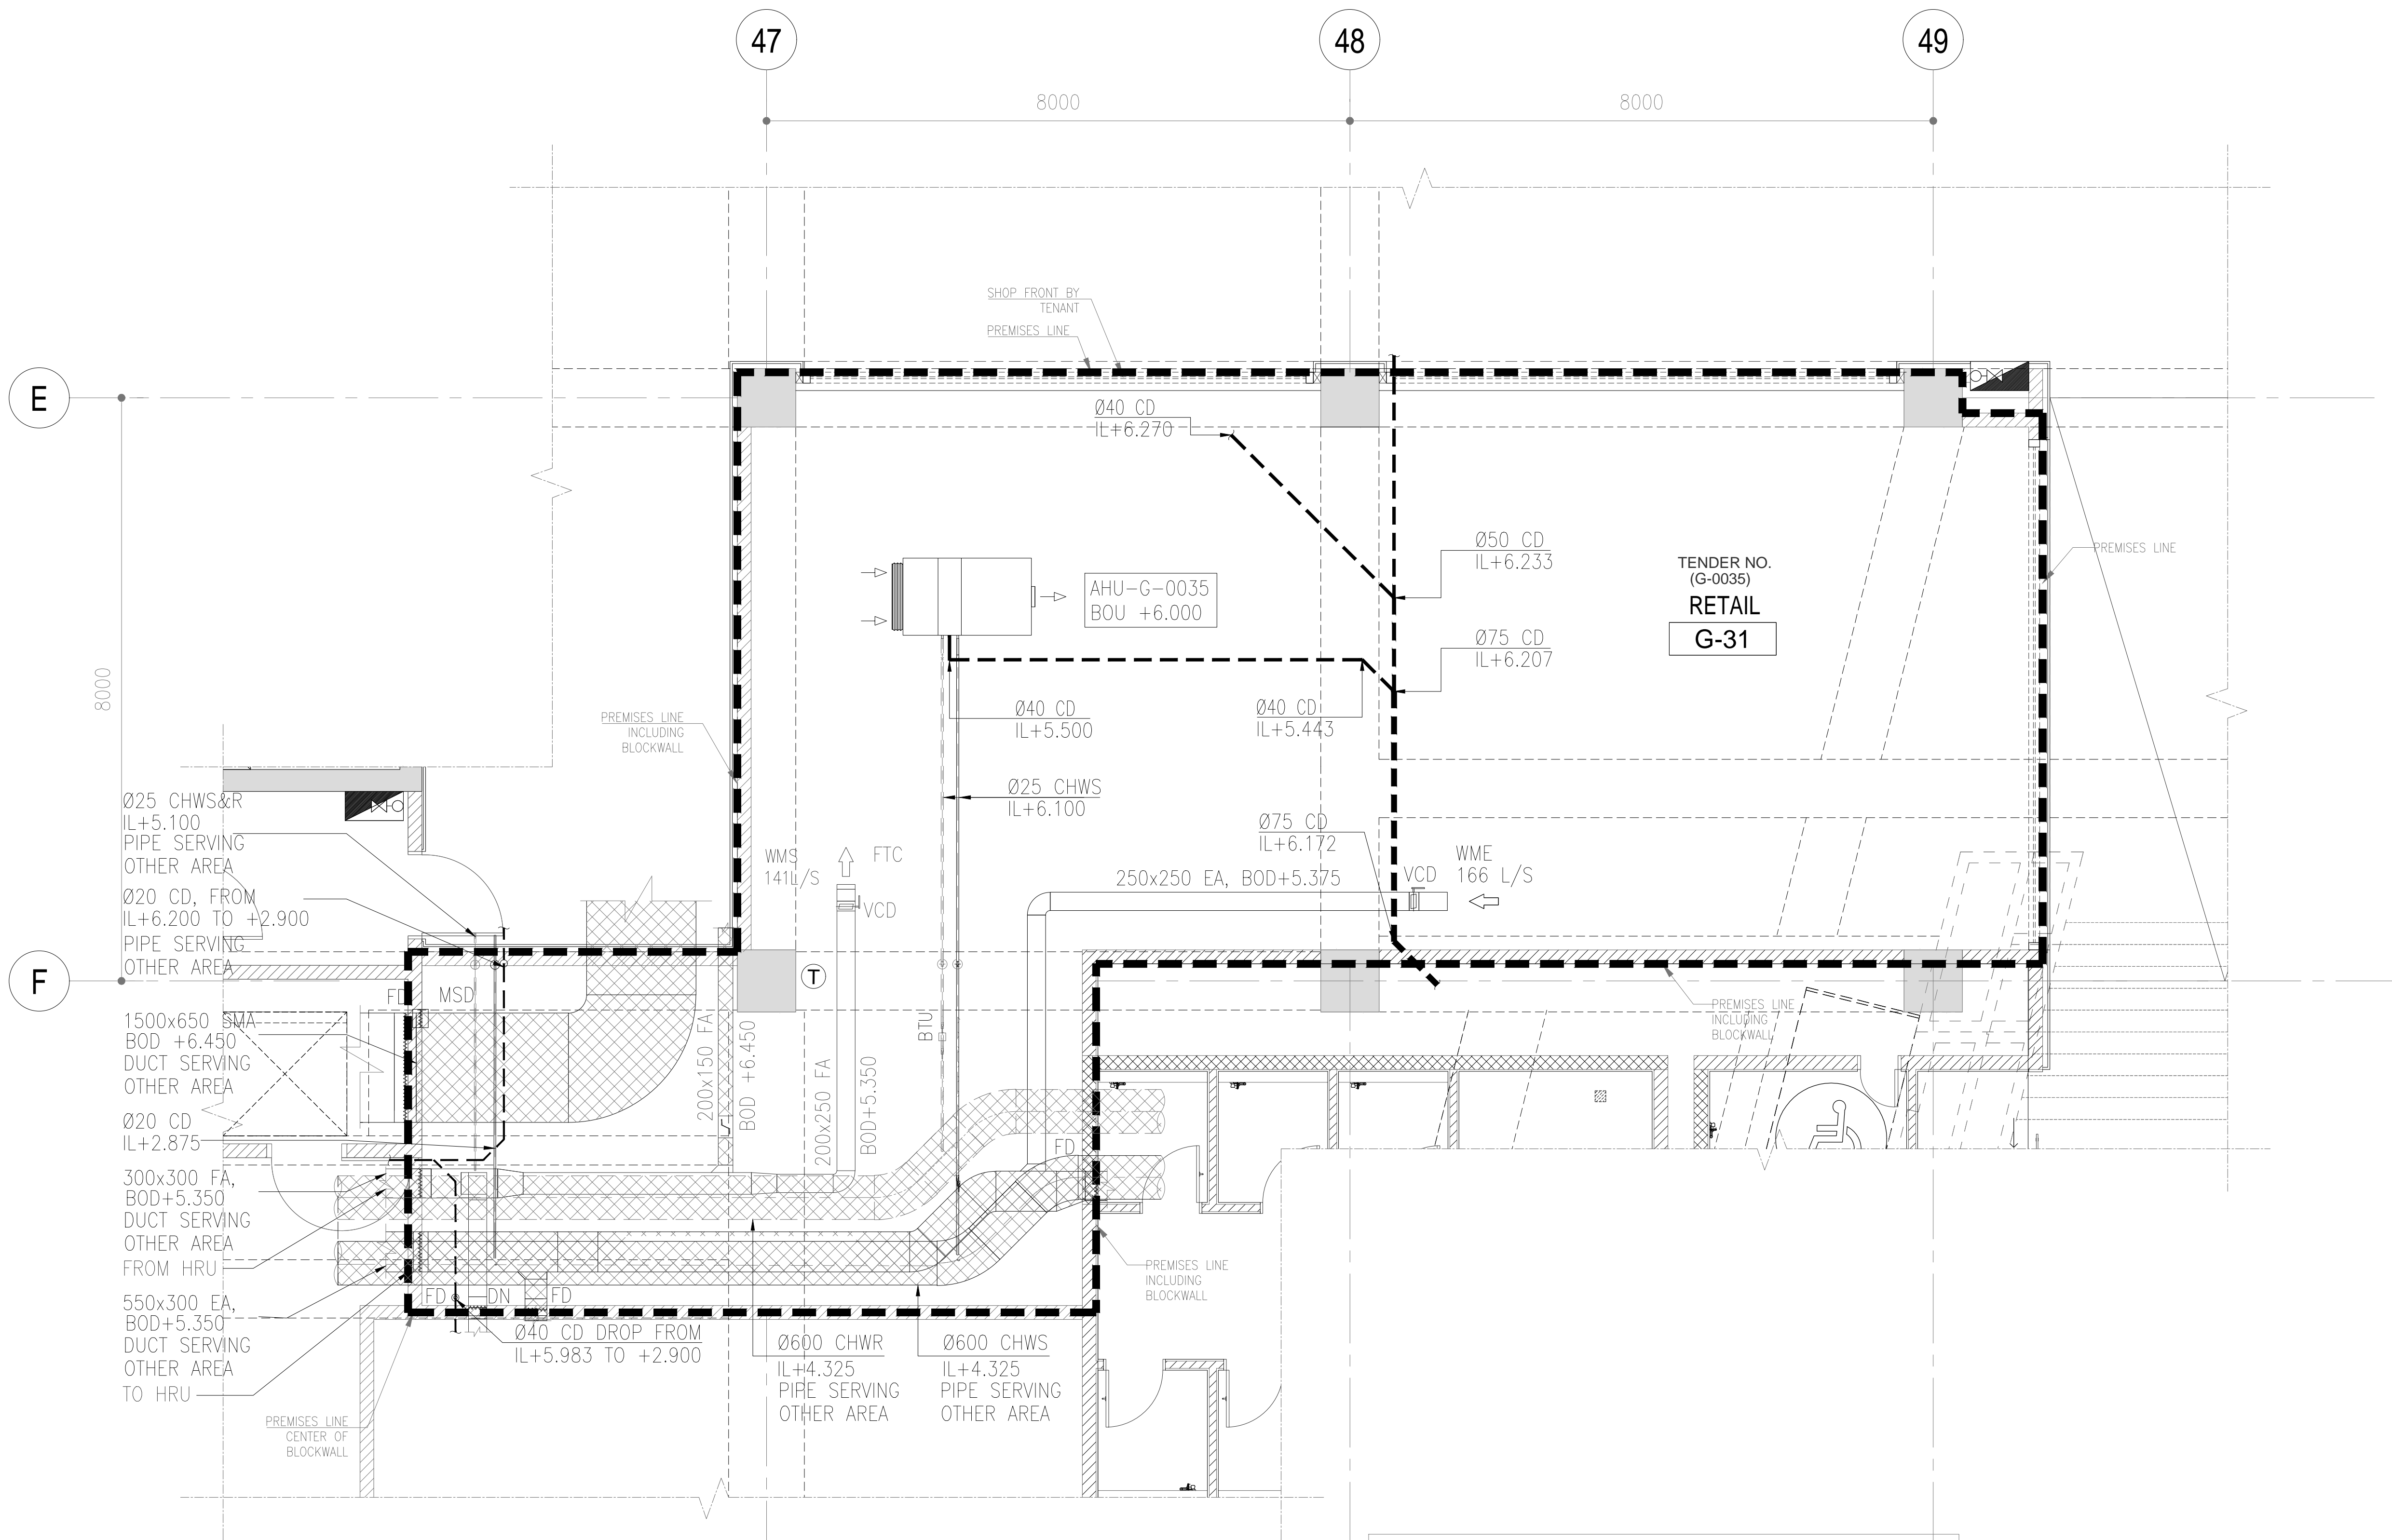 47
48
49
8000
8000
SHOP FRONT BY
TENANT
PREMISES LINE
E
Ø40 CD
IL+6.270
Ø50 CD
IL+6.233
TENDER NO.
(G-0035)
RETAIL
G-31
PREMISES LINE
AHU-G-0035
BOU +6.000
Ø75 CD
IL+6.207
8000
PREMISES LINE
INCLUDING
BLOCKWALL
Ø40 CD
IL+5.500
Ø40 CD
IL+5.443
Ø25 CHWS
IL+6.100
Ø25 CHWS&R
IL+5.100
PIPE SERVING
OTHER AREA
Ø75 CD
IL+6.172
WMS
141L/S
FTC
VCD
250x250 EA, BOD+5.375
VCD
WME
166 L/S
Ø20 CD, FROM
IL+6.200 TO +2.900
PIPE SERVING
OTHER AREA
F
T
FD
MSD
PREMISES LINE
INCLUDING
BLOCKWALL
1500x650 SMA
BOD +6.450
DUCT SERVING
OTHER AREA
200x150 FA
BOD +6.450
200x250 FA
BOD+5.350
BTU
Ø20 CD
IL+2.875
FD
300x300 FA,
BOD+5.350
DUCT SERVING
OTHER AREA
FROM HRU
PREMISES LINE
INCLUDING
BLOCKWALL
550x300 EA,
BOD+5.350
DUCT SERVING
OTHER AREA
TO HRU
FD
DN
FD
Ø40 CD DROP FROM
IL+5.983 TO +2.900
Ø600 CHWR
IL+4.325
PIPE SERVING
OTHER AREA
Ø600 CHWS
IL+4.325
PIPE SERVING
OTHER AREA
PREMISES LINE
CENTER OF
BLOCKWALL